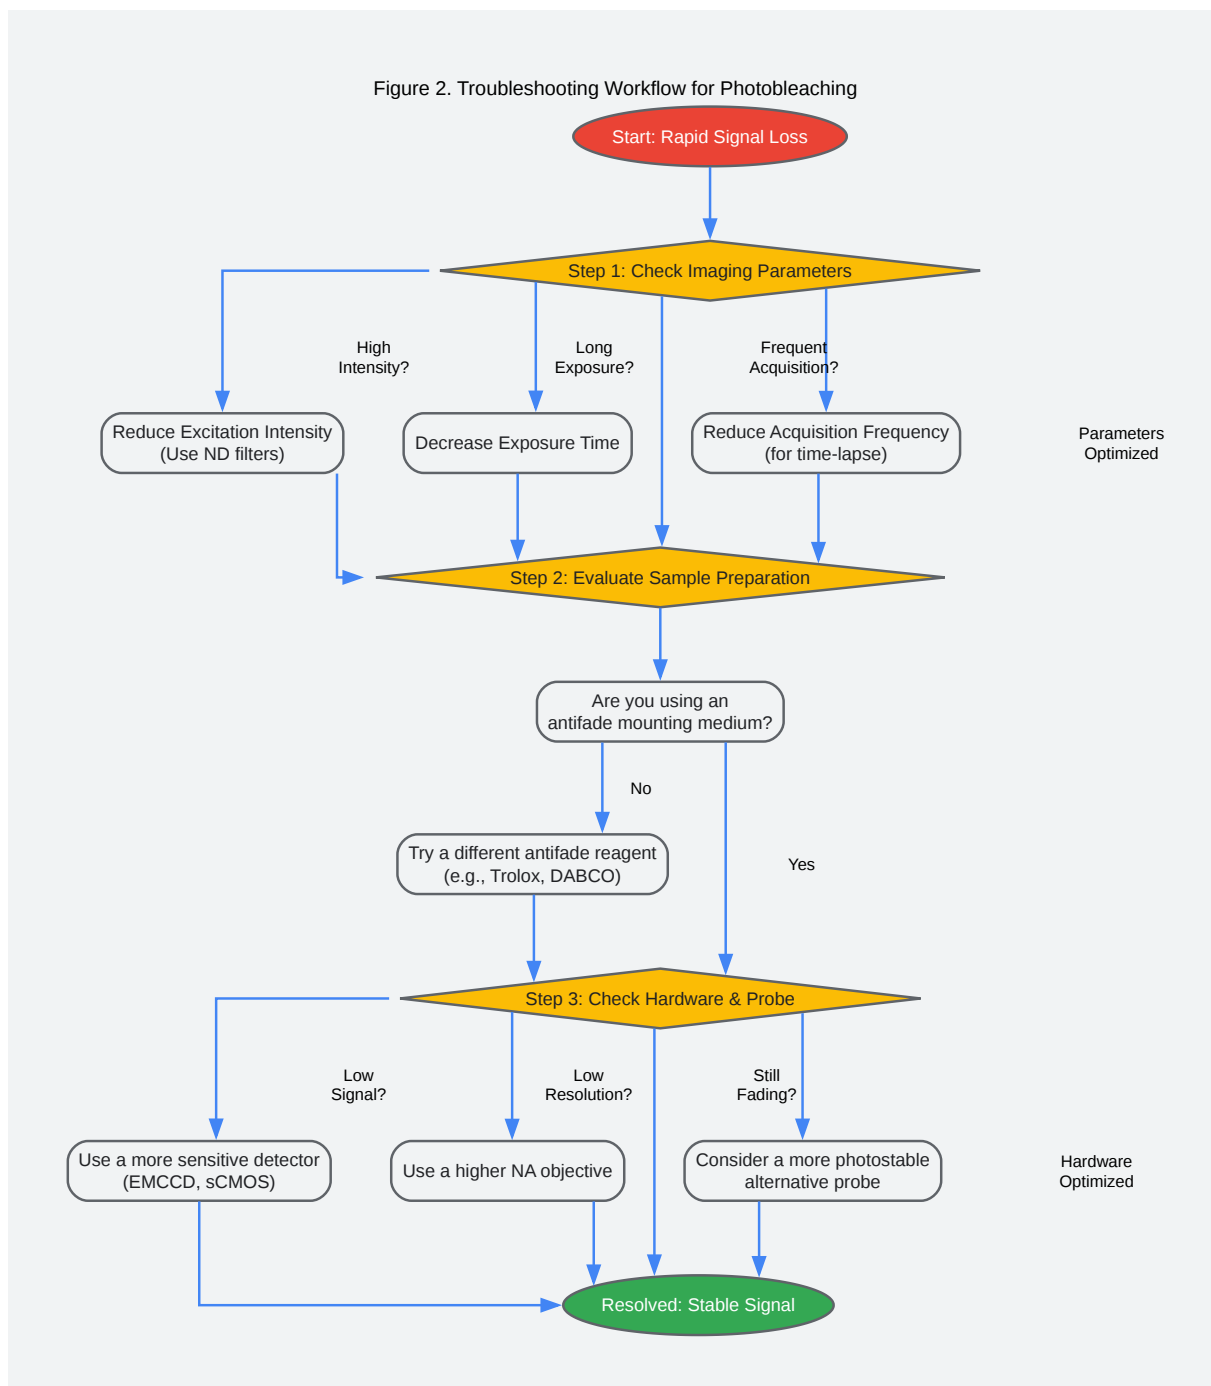 Figure 2. Troubleshooting Workflow for Photobleaching
Start: Rapid Signal Loss
Step 1: Check Imaging Parameters
High
Intensity?
Long
Exposure?
Frequent
Acquisition?
Reduce Excitation Intensity
(Use ND filters)
Decrease Exposure Time
Reduce Acquisition Frequency
(for time-lapse)
Parameters
Optimized
Step 2: Evaluate Sample Preparation
Are you using an
antifade mounting medium?
No
Try a different antifade reagent
(e.g., Trolox, DABCO)
Yes
Step 3: Check Hardware & Probe
Low
Signal?
Low
Resolution?
Still
Fading?
Use a more sensitive detector
(EMCCD, sCMOS)
Use a higher NA objective
Consider a more photostable
alternative probe
Hardware
Optimized
Resolved: Stable Signal